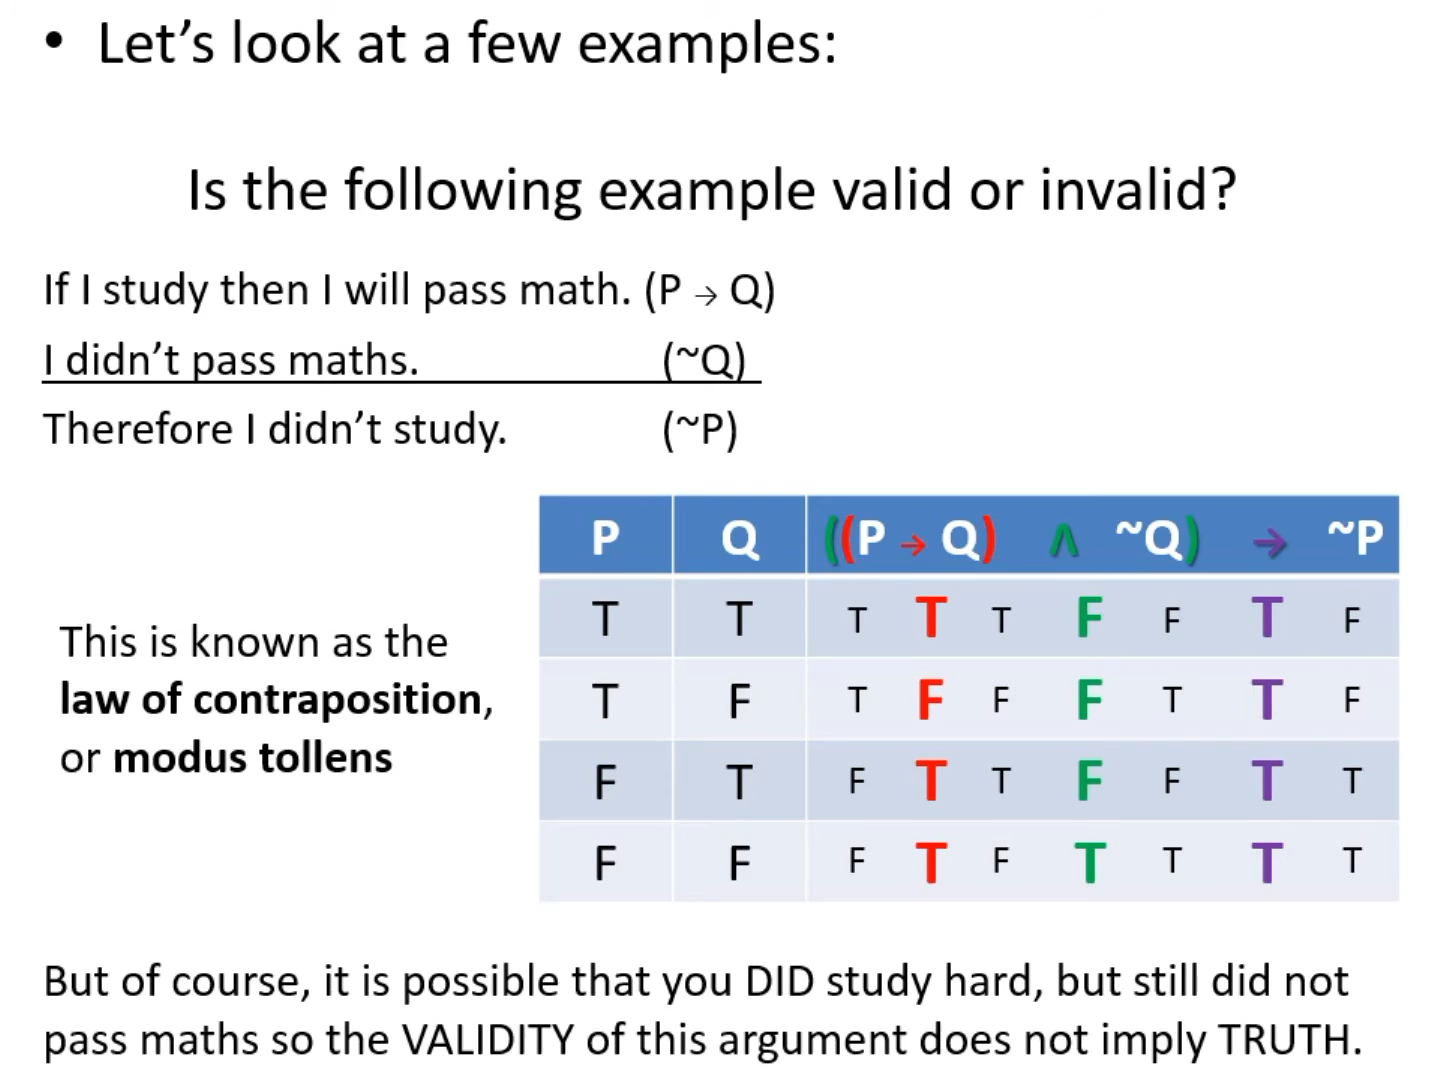 • Let's look at a few examples:
Is the following example valid or invalid?
If I study then I will pass math. (P → Q)
I didn't pass maths. (~Q)
Therefore I didn't study. (~P)
This is known as the
law of contraposition,
or modus tollens
P Q ((P → Q) ∧ ~Q) → ~P
T T T T T F F T F
T F T F F F T T F
F T F T T F F T T
F F F T F T T T T
But of course, it is possible that you DID study hard, but still did not
pass maths so the VALIDITY of this argument does not imply TRUTH.